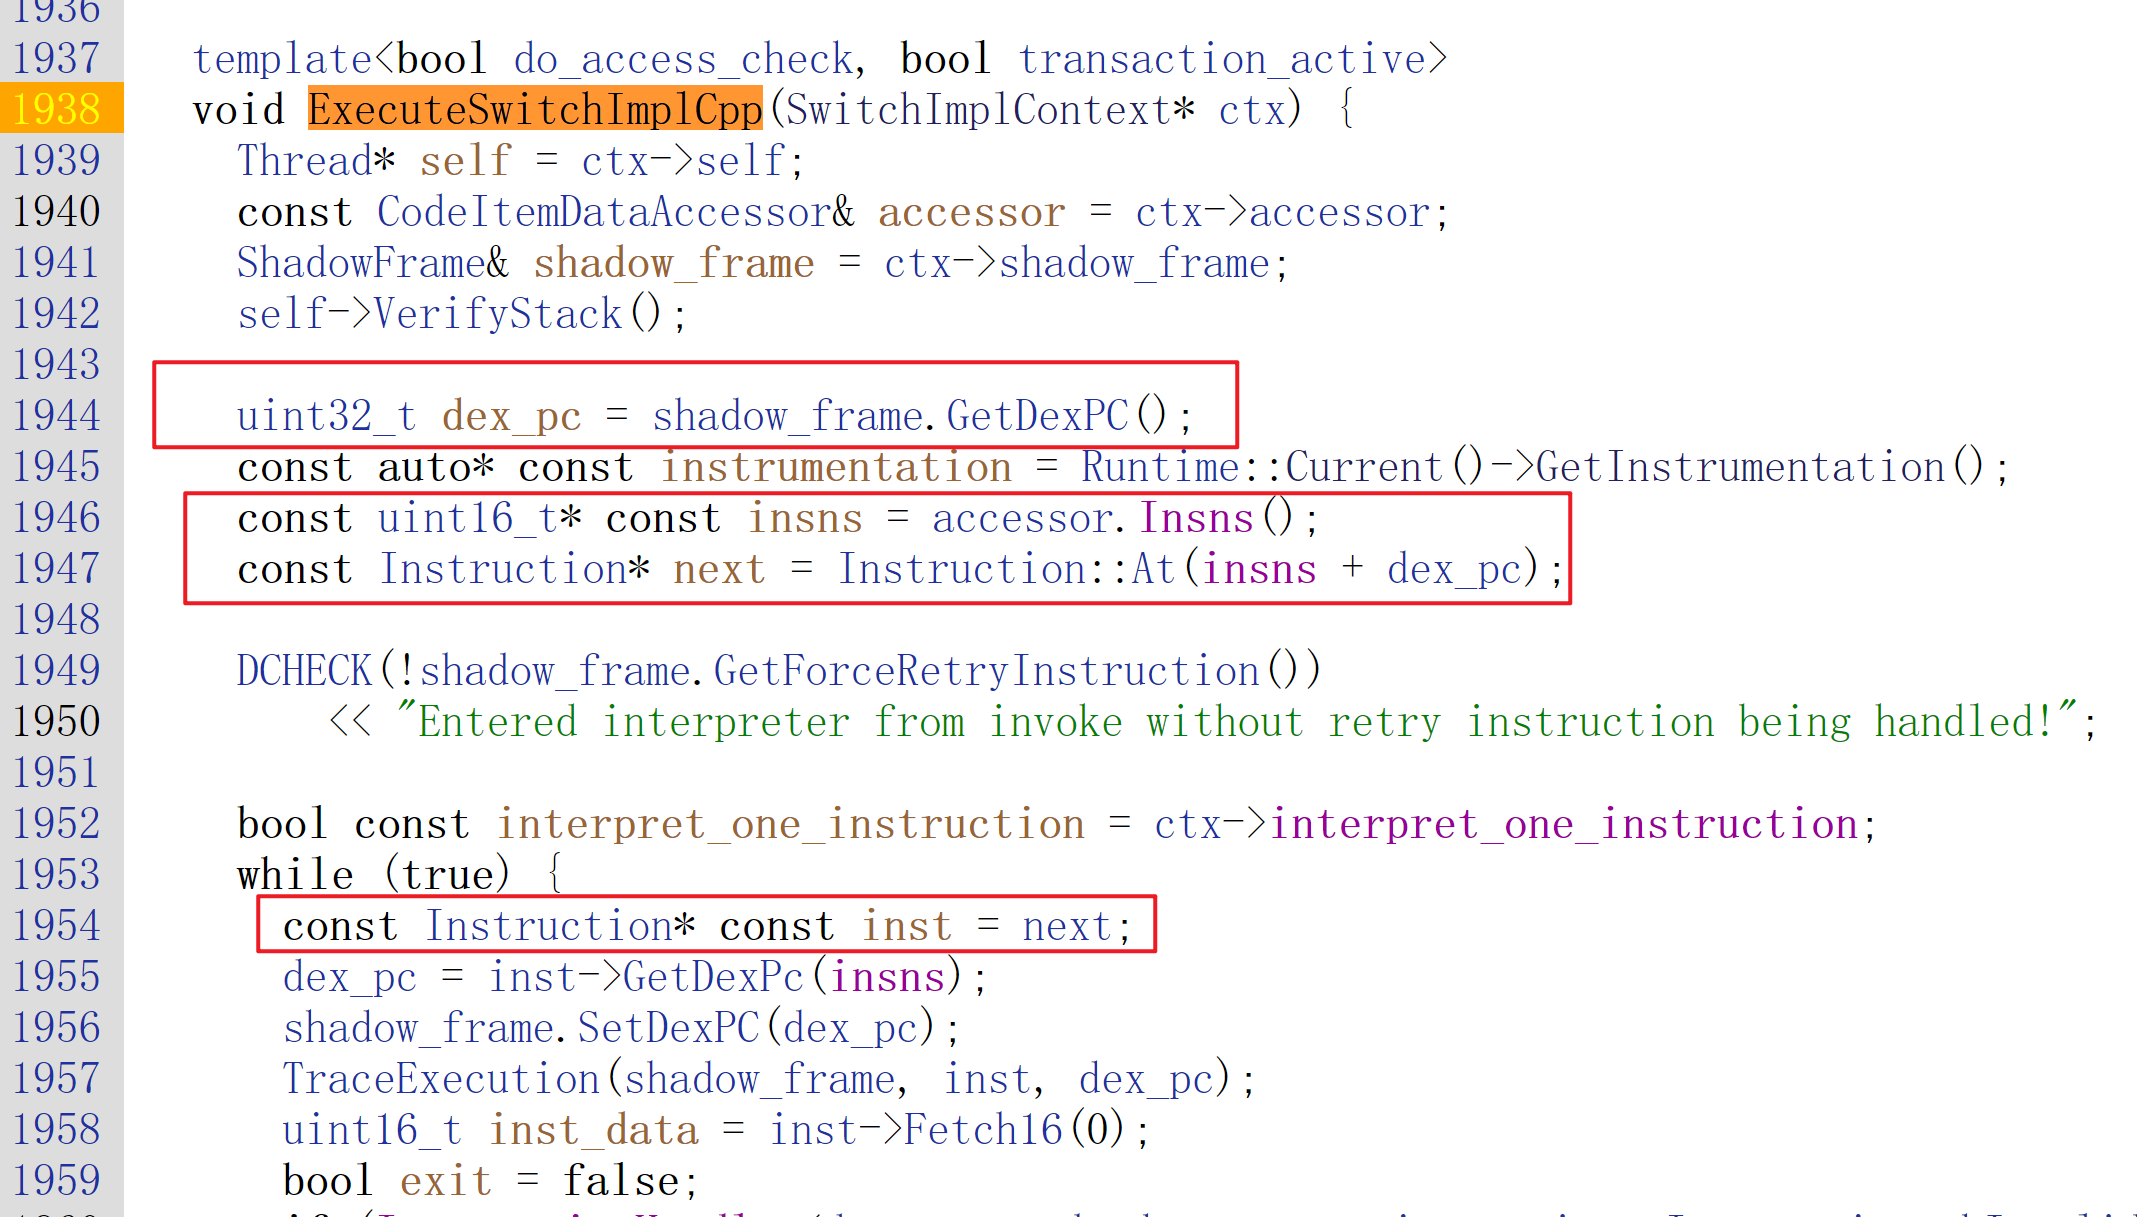 1936
1937 template<bool do_access_check, bool transaction_active>
1938 void ExecuteSwitchImplCpp(SwitchImplContext* ctx) {
1939 Thread* self = ctx->self;
1940 const CodeItemDataAccessor& accessor = ctx->accessor;
1941 ShadowFrame& shadow_frame = ctx->shadow_frame;
1942 self->VerifyStack();
1943
1944 uint32_t dex_pc = shadow_frame.GetDexPC();
1945 const auto* const instrumentation = Runtime::Current()->GetInstrumentation();
1946 const uint16_t* const insns = accessor.Insns();
1947 const Instruction* next = Instruction::At(insns + dex_pc);
1948
1949 DCHECK(!shadow_frame.GetForceRetryInstruction())
1950 << "Entered interpreter from invoke without retry instruction being handled!";
1951
1952 bool const interpret_one_instruction = ctx->interpret_one_instruction;
1953 while (true) {
1954 const Instruction* const inst = next;
1955 dex_pc = inst->GetDexPc(insns);
1956 shadow_frame.SetDexPC(dex_pc);
1957 TraceExecution(shadow_frame, inst, dex_pc);
1958 uint16_t inst_data = inst->Fetch16(0);
1959 bool exit = false;